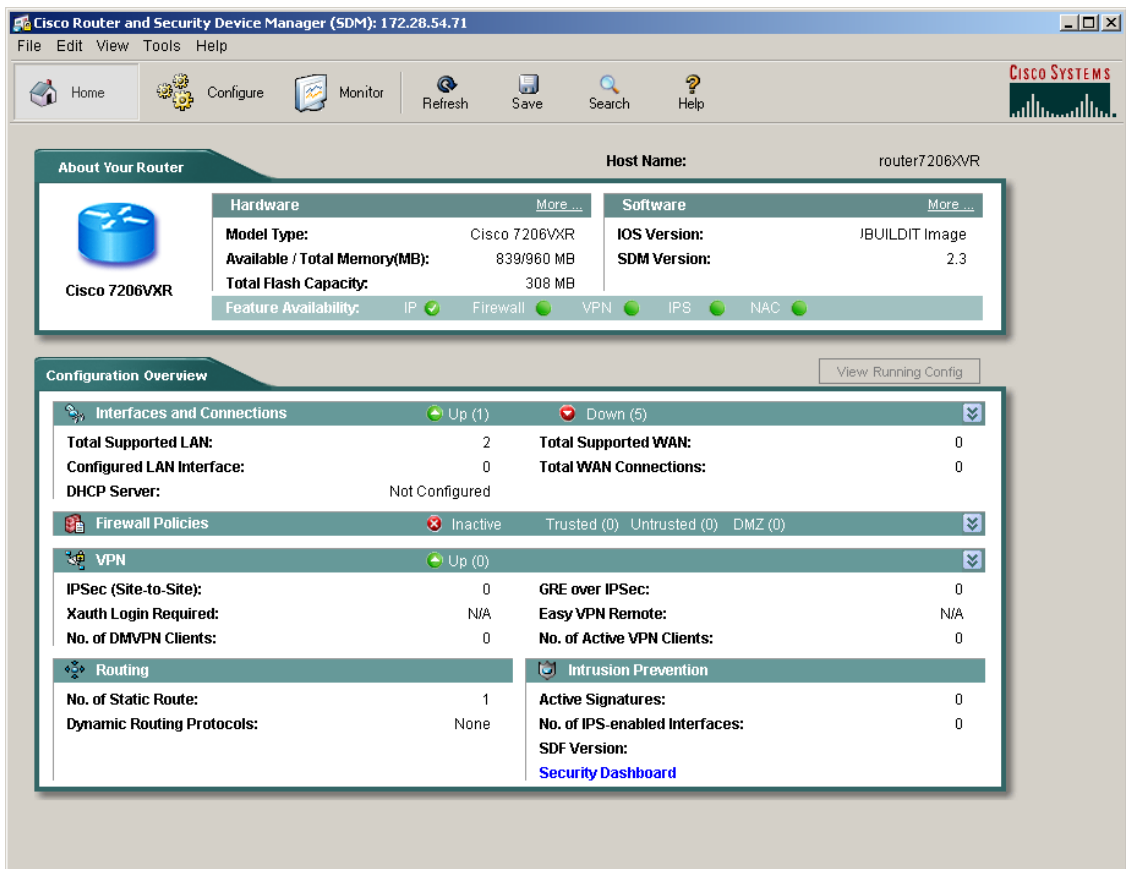 Cisco Router and Security Device Manager (SDM): 172.28.54.71
File Edit View Tools Help
Home Configure Monitor Refresh Save Search Help
CISCO SYSTEMS
About Your Router
Host Name: router7206XVR
Cisco 7206VXR
Hardware More ...
Model Type: Cisco 7206VXR
Available / Total Memory(MB): 839/960 MB
Total Flash Capacity: 308 MB
Software More ...
IOS Version: JBUILDIT Image
SDM Version: 2.3
Feature Availability: IP Firewall VPN IPS NAC
Configuration Overview
View Running Config
Interfaces and Connections Up (1) Down (5)
Total Supported LAN: 2 Total Supported WAN: 0
Configured LAN Interface: 0 Total WAN Connections: 0
DHCP Server: Not Configured
Firewall Policies Inactive Trusted (0) Untrusted (0) DMZ (0)
VPN Up (0)
IPSec (Site-to-Site): 0 GRE over IPSec: 0
Xauth Login Required: N/A Easy VPN Remote: N/A
No. of DMVPN Clients: 0 No. of Active VPN Clients: 0
Routing
No. of Static Route: 1
Dynamic Routing Protocols: None
Intrusion Prevention
Active Signatures: 0
No. of IPS-enabled Interfaces: 0
SDF Version:
Security Dashboard